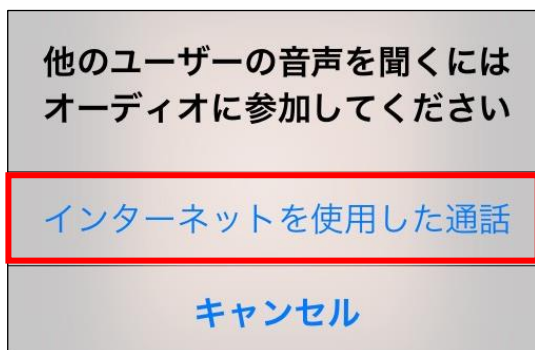 他のユーザーの音声を聞くには
オーディオに参加してください
インターネットを使用した通話
キャンセル